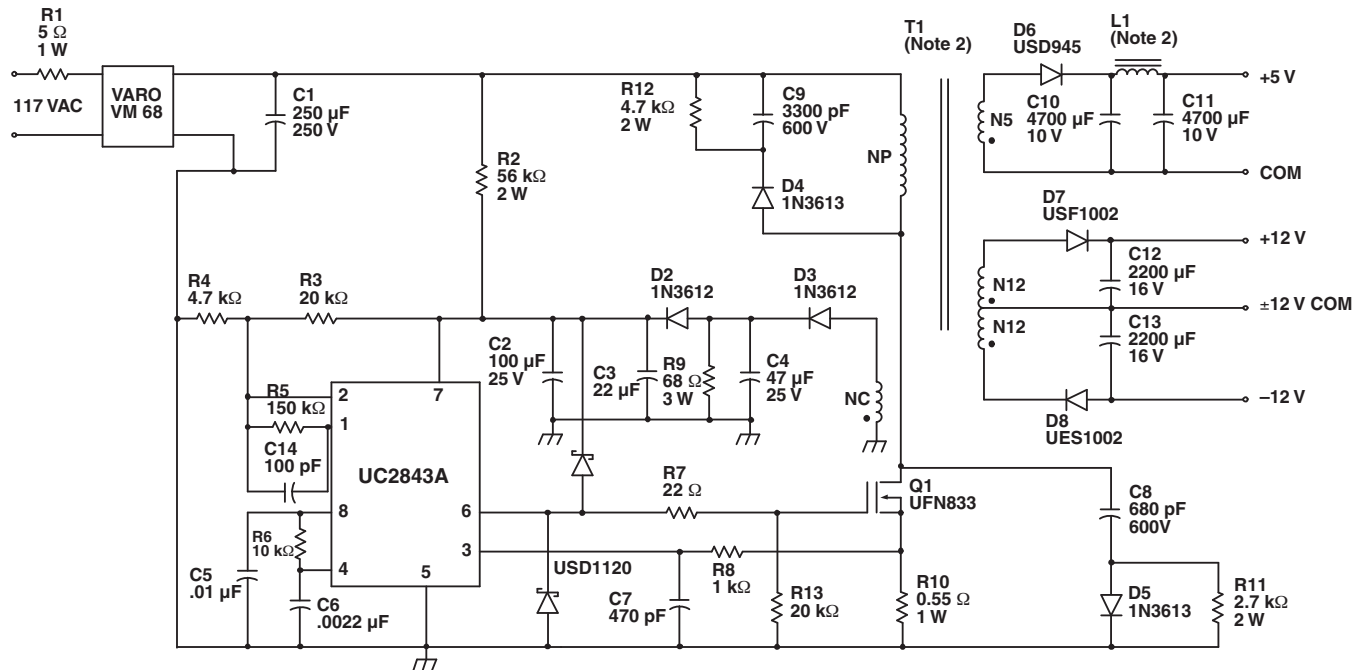 R1
5 Ω
1 W
117 VAC
VARO
VM 68
C1
250 µF
250 V
R2
56 kΩ
2 W
R12
4.7 kΩ
2 W
C9
3300 pF
600 V
D4
1N3613
NP
T1
(Note 2)
D6
USD945
L1
(Note 2)
+5 V
N5
C10
4700 µF
10 V
C11
4700 µF
10 V
COM
D7
USF1002
+12 V
N12
C12
2200 µF
16 V
±12 V COM
N12
C13
2200 µF
16 V
D8
UES1002
–12 V
R4
4.7 kΩ
R3
20 kΩ
D2
1N3612
D3
1N3612
C2
100 µF
25 V
C3
22 µF
R9
68 Ω
3 W
C4
47 µF
25 V
NC
R5
150 kΩ
C14
100 pF
2
1
7
UC2843A
8
4
5
6
3
R6
10 kΩ
C5
.01 µF
C6
.0022 µF
USD1120
R7
22 Ω
Q1
UFN833
R8
1 kΩ
C7
470 pF
R13
20 kΩ
R10
0.55 Ω
1 W
C8
680 pF
600V
D5
1N3613
R11
2.7 kΩ
2 W